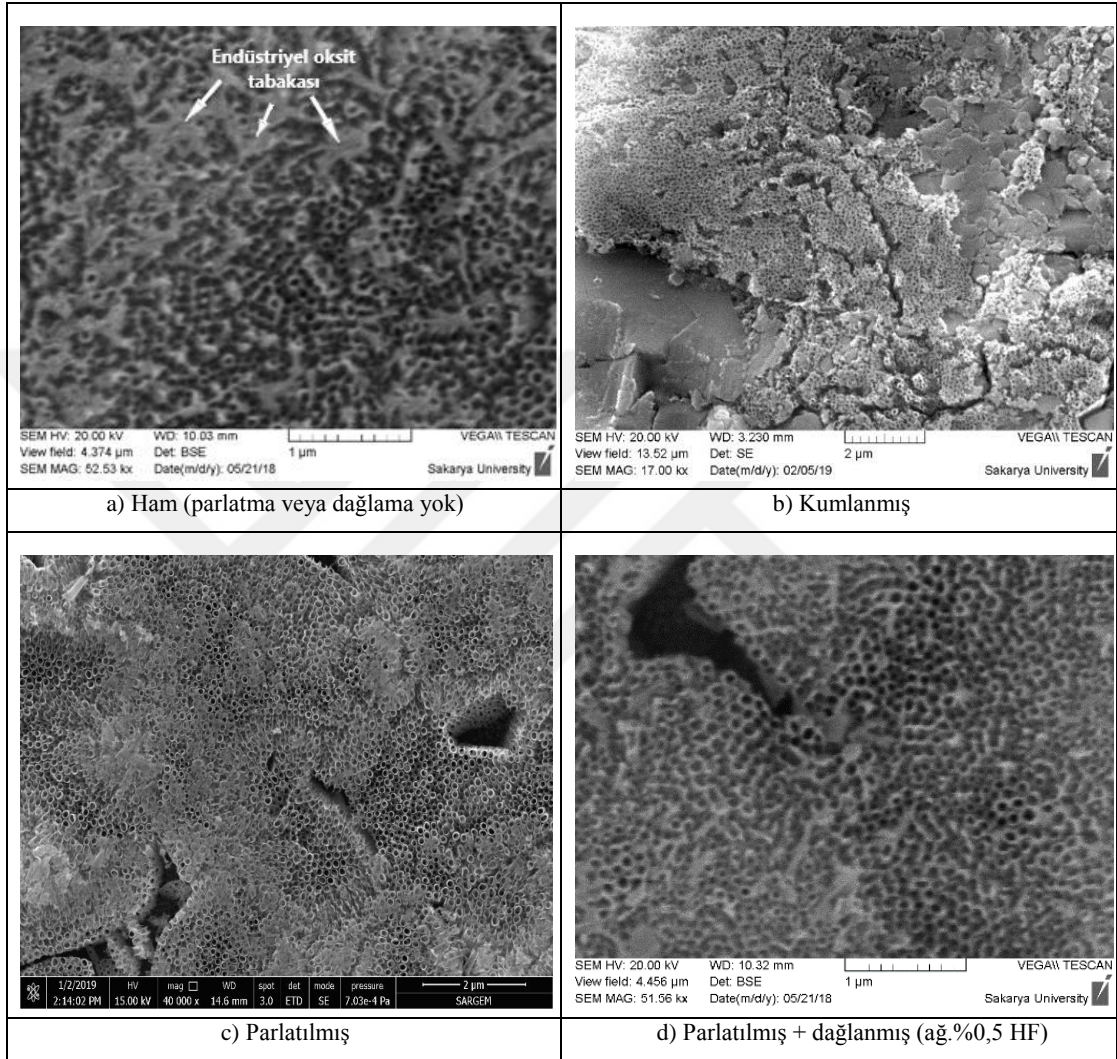 Endüstriyel oksit
tabakası
SEM HV: 20.00 kV WD: 10.03 mm VEGA\\ TESCAN
View field: 4.374 µm Det: BSE 1 µm
SEM MAG: 52.53 kx Date(m/d/y): 05/21/18 Sakarya University
SEM HV: 20.00 kV WD: 3.230 mm VEGA\\ TESCAN
View field: 13.52 µm Det: SE 2 µm
SEM MAG: 17.00 kx Date(m/d/y): 02/05/19 Sakarya University
a) Ham (parlatma veya dağlama yok)
b) Kumlanmış
1/2/2019 HV mag □ WD spot det mode pressure 2 µm
2:14:02 PM 15.00 kV 40 000 x 14.6 mm 3.0 ETD SE 7.03e-4 Pa SARGEM
SEM HV: 20.00 kV WD: 10.32 mm VEGA\\ TESCAN
View field: 4.456 µm Det: BSE 1 µm
SEM MAG: 51.56 kx Date(m/d/y): 05/21/18 Sakarya University
c) Parlatılmış
d) Parlatılmış + dağlanmış (ağ.%0,5 HF)